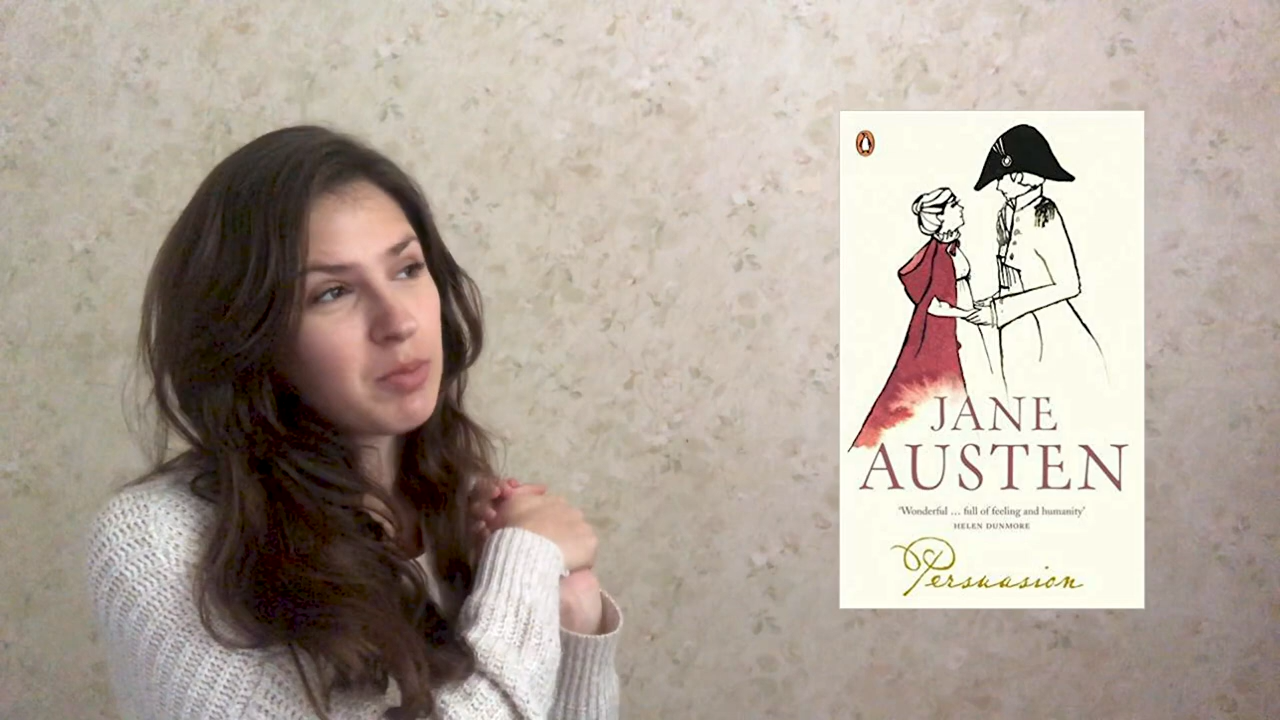 JANE
AUSTEN
‘Wonderful ... full of feeling and humanity’
HELEN DUNMORE
Persuasion